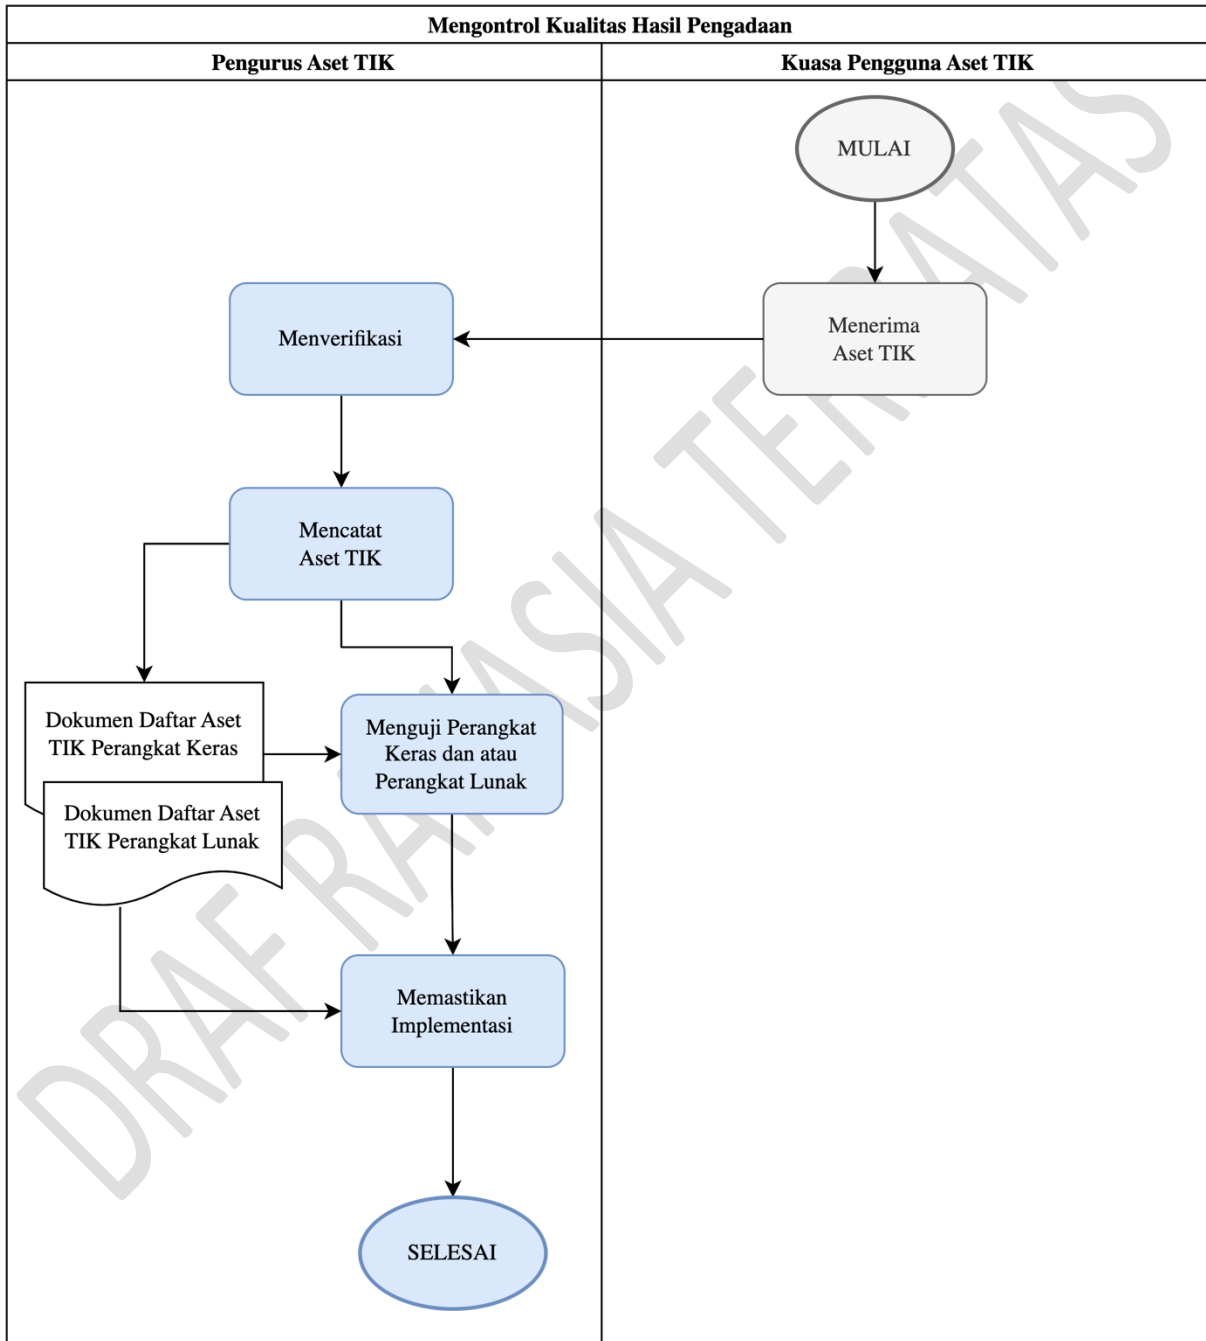 Mengontrol Kualitas Hasil Pengadaan
Pengurus Aset TIK
Kuasa Pengguna Aset TIK
MULAI
Menerima
Aset TIK
Menverifikasi
Mencatat
Aset TIK
Dokumen Daftar Aset
TIK Perangkat Keras
Dokumen Daftar Aset
TIK Perangkat Lunak
Menguji Perangkat
Keras dan atau
Perangkat Lunak
Memastikan
Implementasi
SELESAI
DRAF RAHASIA TERBATAS